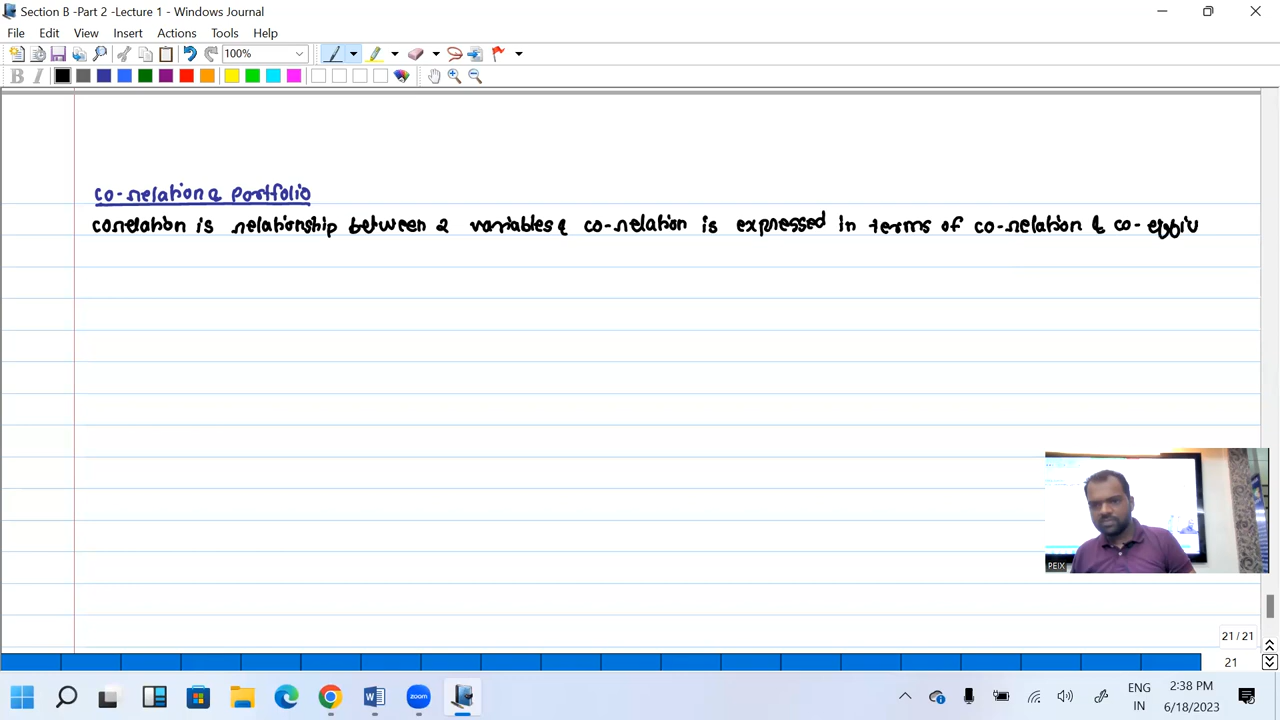 Section B -Part 2 -Lecture 1 - Windows Journal
File Edit View Insert Actions Tools Help
100%
B I
co-relation & Portfolio
correlation is relationship between 2 variables & co-relation is expressed in terms of co-relation & co-effici
PEIX
21 / 21
21
zoom
ENG
IN
2:38 PM
6/18/2023